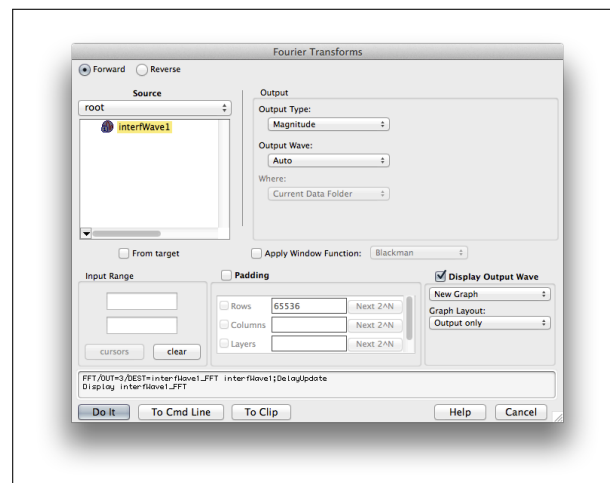 Fourier Transforms
Forward Reverse
Source
root
interfWave1
Output
Output Type:
Magnitude
Output Wave:
Auto
Where:
Current Data Folder
From target
Apply Window Function: Blackman
Input Range
cursors clear
Padding
Rows 65536 Next 2^N
Columns Next 2^N
Layers Next 2^N
Display Output Wave
New Graph
Graph Layout:
Output only
FFT/OUT=3/DEST=interfWave1_FFT interfWave1;DelayUpdate
Display interfWave1_FFT
Do It To Cmd Line To Clip Help Cancel